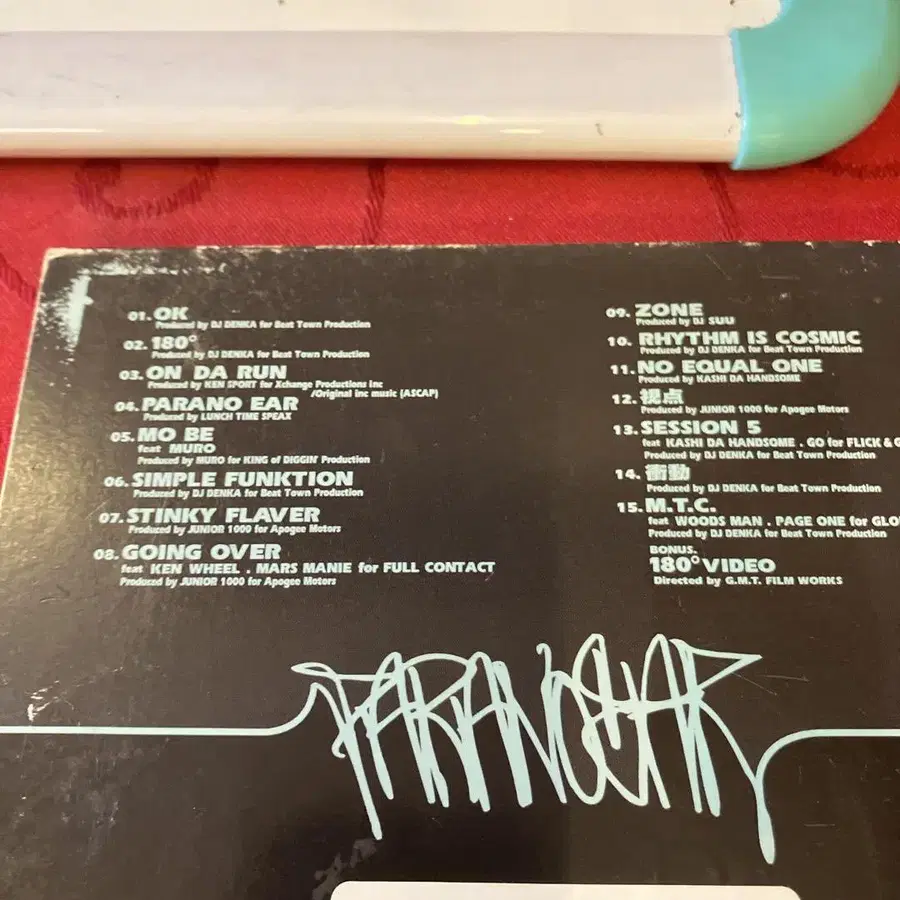 01. OK
Produced by DJ DENKA for Beat Town Production
02. 180°
Produced by DJ DENKA for Beat Town Production
03. ON DA RUN
Produced by KEN SPORT for Xchange Productions Inc
/Original inc music (ASCAP)
04. PARANO EAR
Produced by LUNCH TIME SPEAX
05. MO BE
feat MURO
Produced by MURO for KING of DIGGIN' Production
06. SIMPLE FUNKTION
Produced by DJ DENKA for Beat Town Production
07. STINKY FLAVER
Produced by JUNIOR 1000 for Apogee Motors
08. GOING OVER
feat KEN WHEEL . MARS MANIE for FULL CONTACT
Produced by JUNIOR 1000 for Apogee Motors
09. ZONE
Produced by DJ SUU
10. RHYTHM IS COSMIC
Produced by DJ DENKA for Beat Town Production
11. NO EQUAL ONE
Produced by KASHI DA HANDSOME
12. 視点
Produced by JUNIOR 1000 for Apogee Motors
13. SESSION 5
feat KASHI DA HANDSOME . GO for FLICK &
Produced by DJ DENKA for Beat Town Production
14. 衝動
Produced by DJ DENKA for Beat Town Production
15. M.T.C.
feat WOODS MAN . PAGE ONE for
Produced by DJ DENKA for Beat Town Production
BONUS.
180° VIDEO
Directed by G.M.T. FILM WORKS
PARANOEAR